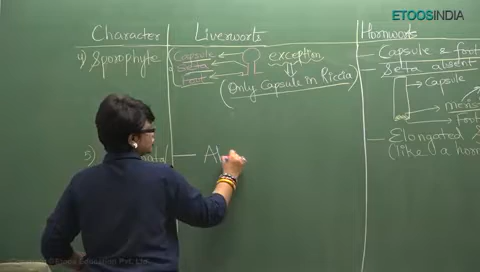 ETOOSINDIA
Character Liverworts Hornworts
4) Sporophyte Capsule exception
Seta
Foot
(Only Capsule in Riccia)
— Capsule & foot
— Seta absent
→ Capsule
— Elongated
(like a horn
5) — A